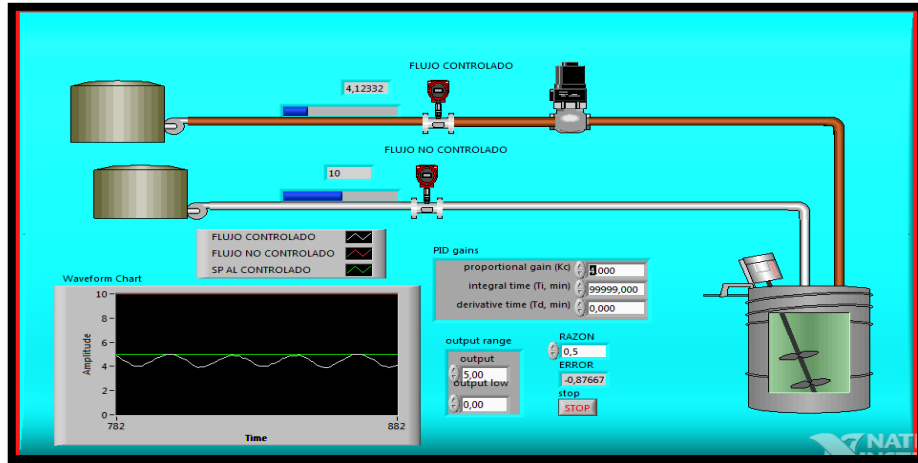 FLUJO CONTROLADO
4,12332
FLUJO NO CONTROLADO
10
FLUJO CONTROLADO
FLUJO NO CONTROLADO
SP AL CONTROLADO
PID gains
proportional gain (Kc) 4,000
integral time (Ti, min) 99999,000
derivative time (Td, min) 0,000
Waveform Chart
Amplitude
10
8
6
4
2
0
782 882
Time
output range
output
5,00
output low
0,00
RAZON
0,5
ERROR
-0,87667
stop
STOP